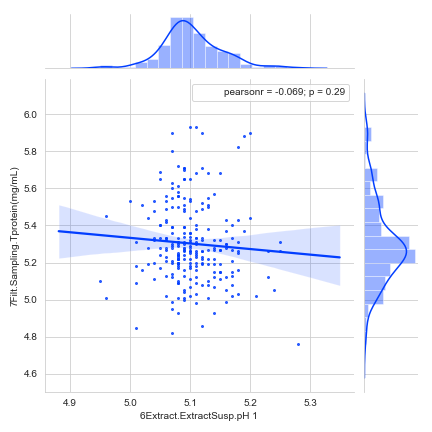 pearsonr = -0.069; p = 0.29
6.0
5.8
5.6
5.4
5.2
5.0
4.8
4.6
7Filt.Sampling.Tprotein(mg/mL)
4.9 5.0 5.1 5.2 5.3
6Extract.ExtractSusp.pH 1